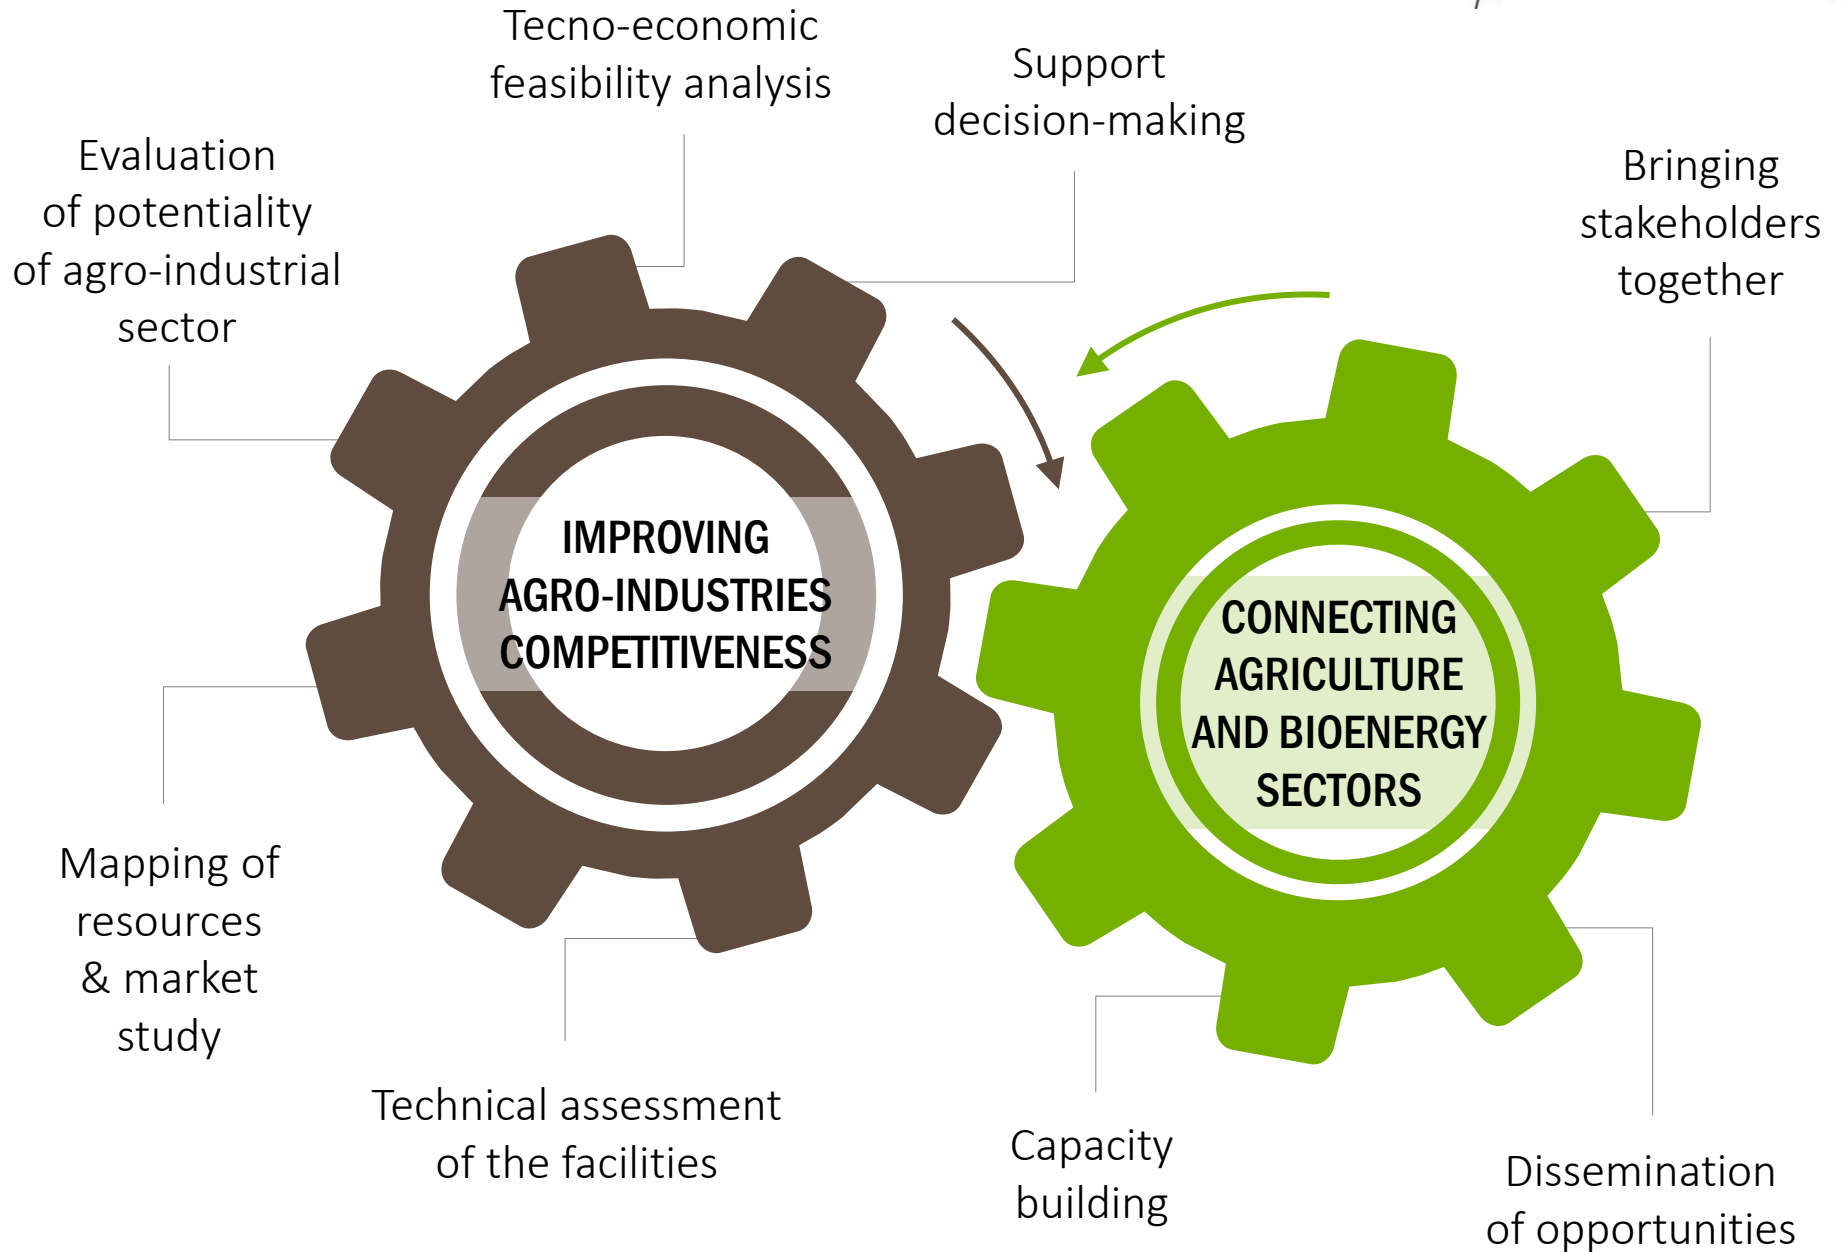 Tecno-economic
feasibility analysis
Support
decision-making
Evaluation
of potentiality
of agro-industrial
sector
Bringing
stakeholders
together
IMPROVING
AGRO-INDUSTRIES
COMPETITIVENESS
CONNECTING
AGRICULTURE
AND BIOENERGY
SECTORS
Mapping of
resources
& market
study
Technical assessment
of the facilities
Capacity
building
Dissemination
of opportunities